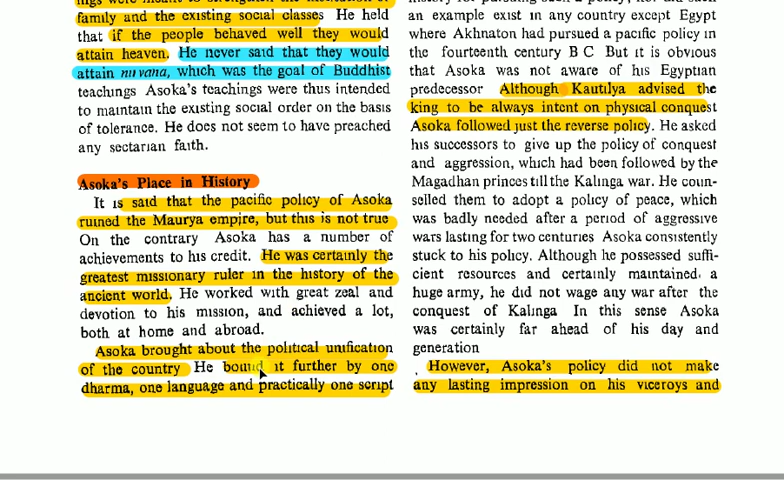 family and the existing social classes He held
that if the people behaved well they would
attain heaven. He never said that they would
attain nirvana, which was the goal of Buddhist
teachings Asoka's teachings were thus intended
to maintain the existing social order on the basis
of tolerance. He does not seem to have preached
any sectarian faith.
Asoka's Place in History
It is said that the pacific policy of Asoka
ruined the Maurya empire, but this is not true
On the contrary Asoka has a number of
achievements to his credit. He was certainly the
greatest missionary ruler in the history of the
ancient world. He worked with great zeal and
devotion to his mission, and achieved a lot,
both at home and abroad.
Asoka brought about the political unification
of the country He bound it further by one
dharma, one language and practically one script
an example exist in any country except Egypt
where Akhnaton had pursued a pacific policy in
the fourteenth century B C But it is obvious
that Asoka was not aware of his Egyptian
predecessor Although Kautilya advised the
king to be always intent on physical conquest
Asoka followed just the reverse policy. He asked
his successors to give up the policy of conquest
and aggression, which had been followed by the
Magadhan princes till the Kalinga war. He coun-
selled them to adopt a policy of peace, which
was badly needed after a period of aggressive
wars lasting for two centuries Asoka consistently
stuck to his policy. Although he possessed suffi-
cient resources and certainly maintained, a
huge army, he did not wage any war after the
conquest of Kalinga In this sense Asoka
was certainly far ahead of his day and
generation
However, Asoka's policy did not make
any lasting impression on his viceroys and